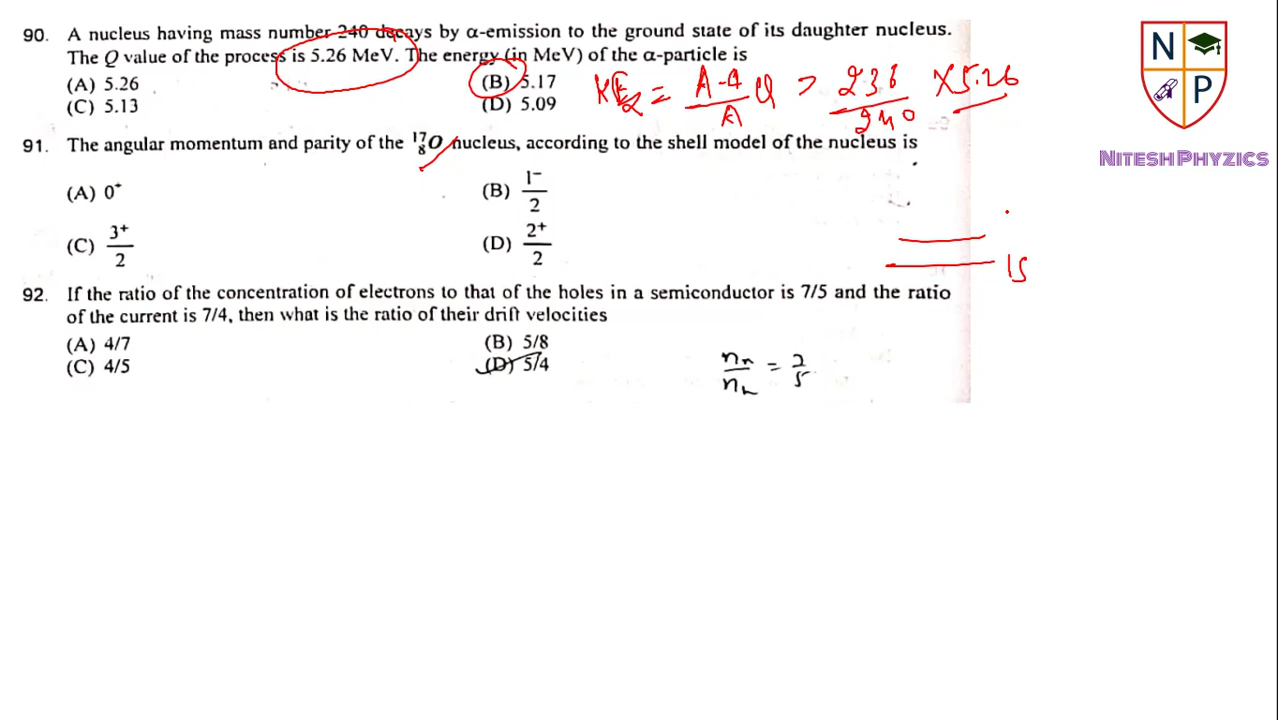 90. A nucleus having mass number 240 decays by α-emission to the ground state of its daughter nucleus.
The Q value of the process is 5.26 MeV. The energy (in MeV) of the α-particle is
(A) 5.26 (B) 5.17
(C) 5.13 (D) 5.09
KEα = A-4/A Q > 236/240 × 5.26
91. The angular momentum and parity of the ¹⁷₈O nucleus, according to the shell model of the nucleus is
(A) 0⁺ (B) 1⁻/2
(C) 3⁺/2 (D) 2⁺/2
1S
92. If the ratio of the concentration of electrons to that of the holes in a semiconductor is 7/5 and the ratio
of the current is 7/4, then what is the ratio of their drift velocities
(A) 4/7 (B) 5/8
(C) 4/5 (D) 5/4
N
P
NITESH PHYZICS